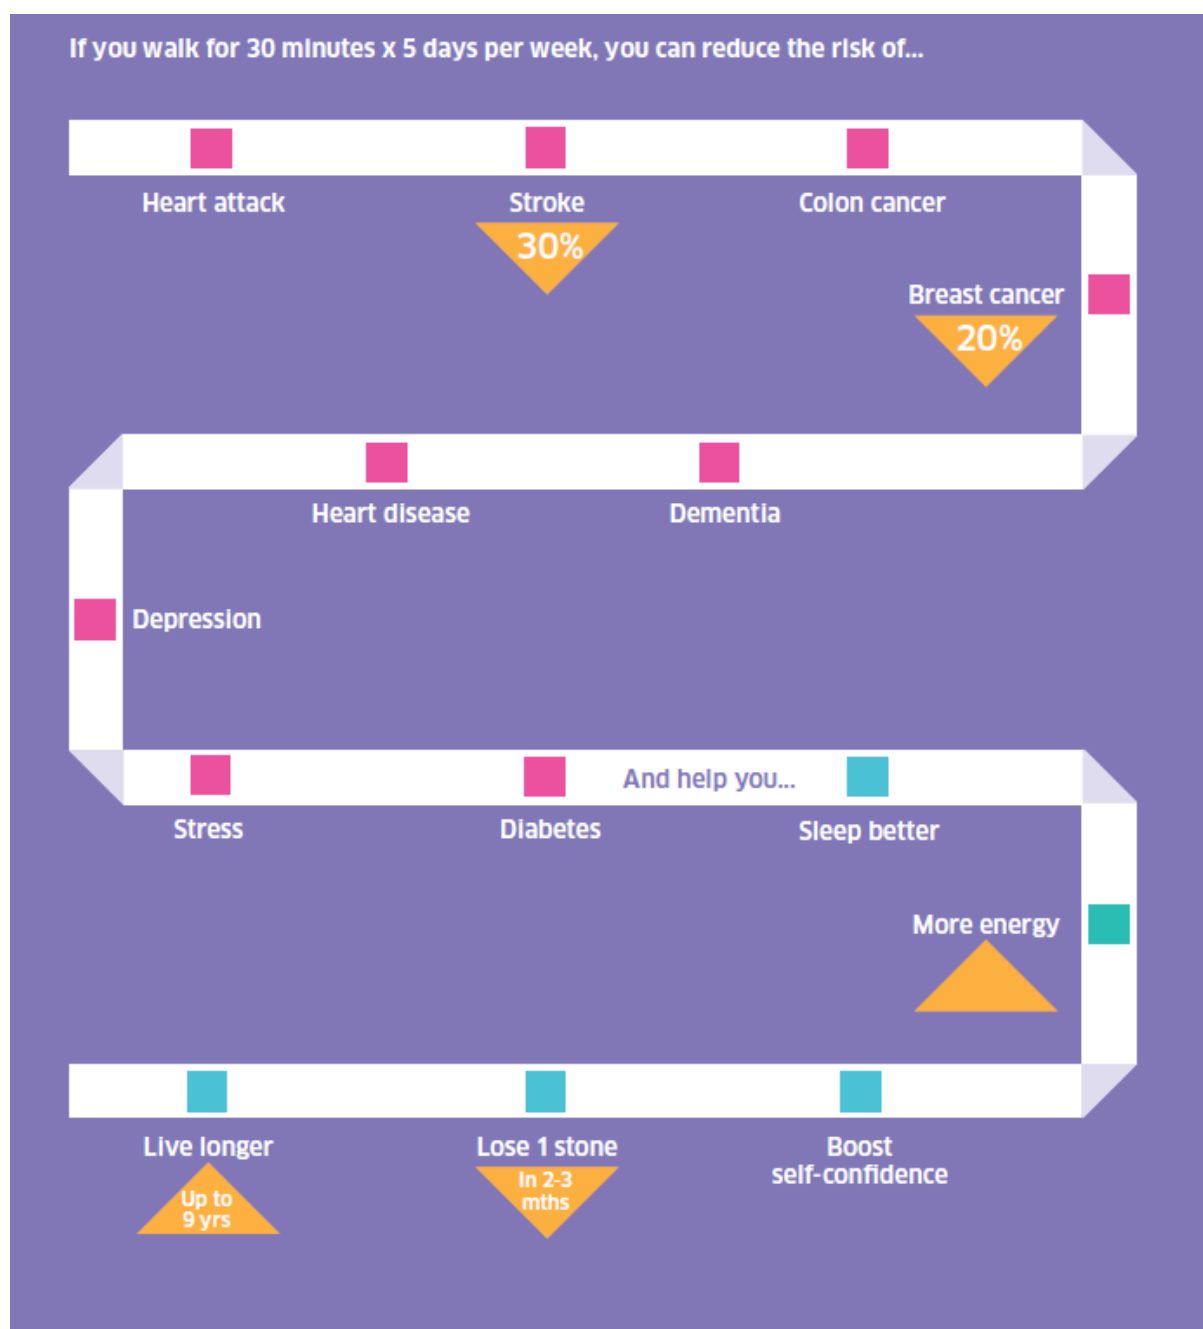 If you walk for 30 minutes x 5 days per week, you can reduce the risk of...
Heart attack
Stroke
30%
Colon cancer
Breast cancer
20%
Heart disease
Dementia
Depression
Stress
Diabetes
And help you...
Sleep better
More energy
Live longer
Up to
9 yrs
Lose 1 stone
In 2-3
mths
Boost
self-confidence